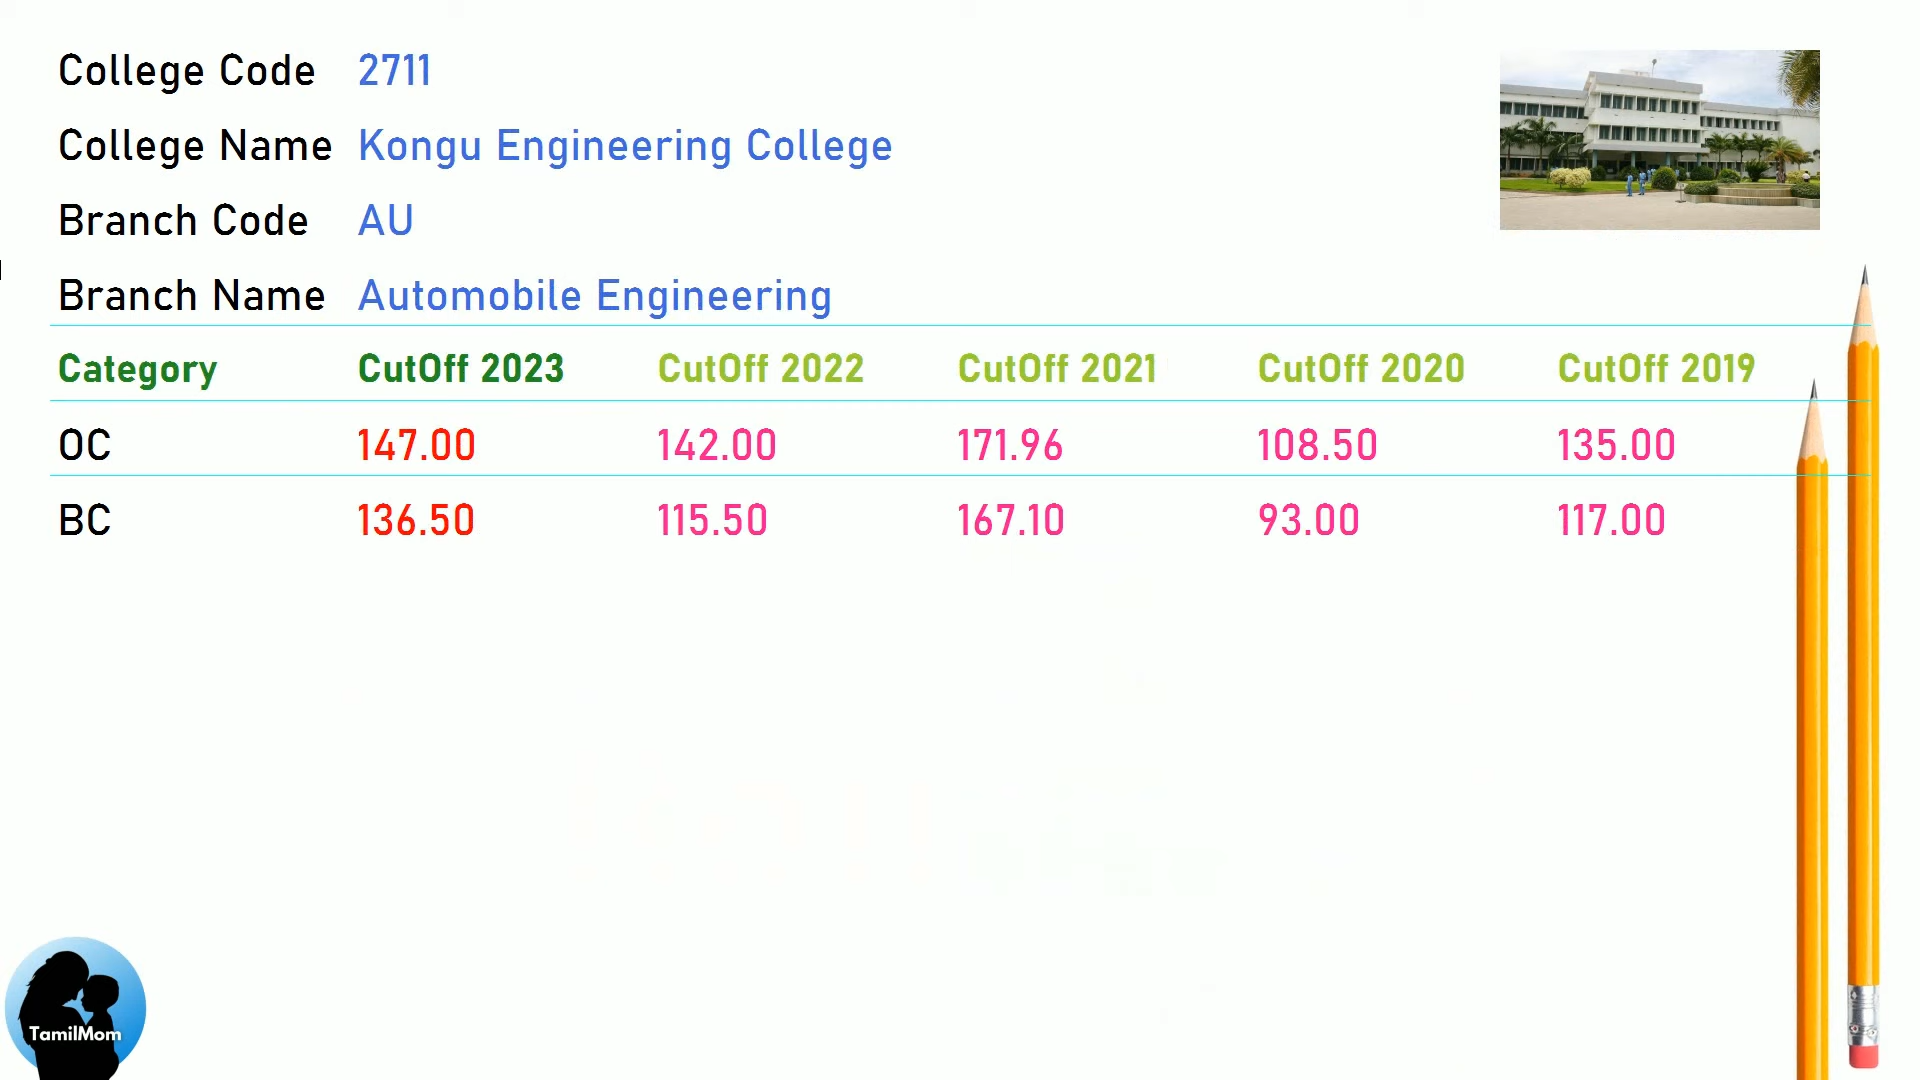 College Code 2711
College Name Kongu Engineering College
Branch Code AU
Branch Name Automobile Engineering
Category CutOff 2023 CutOff 2022 CutOff 2021 CutOff 2020 CutOff 2019
OC 147.00 142.00 171.96 108.50 135.00
BC 136.50 115.50 167.10 93.00 117.00
TamilMom